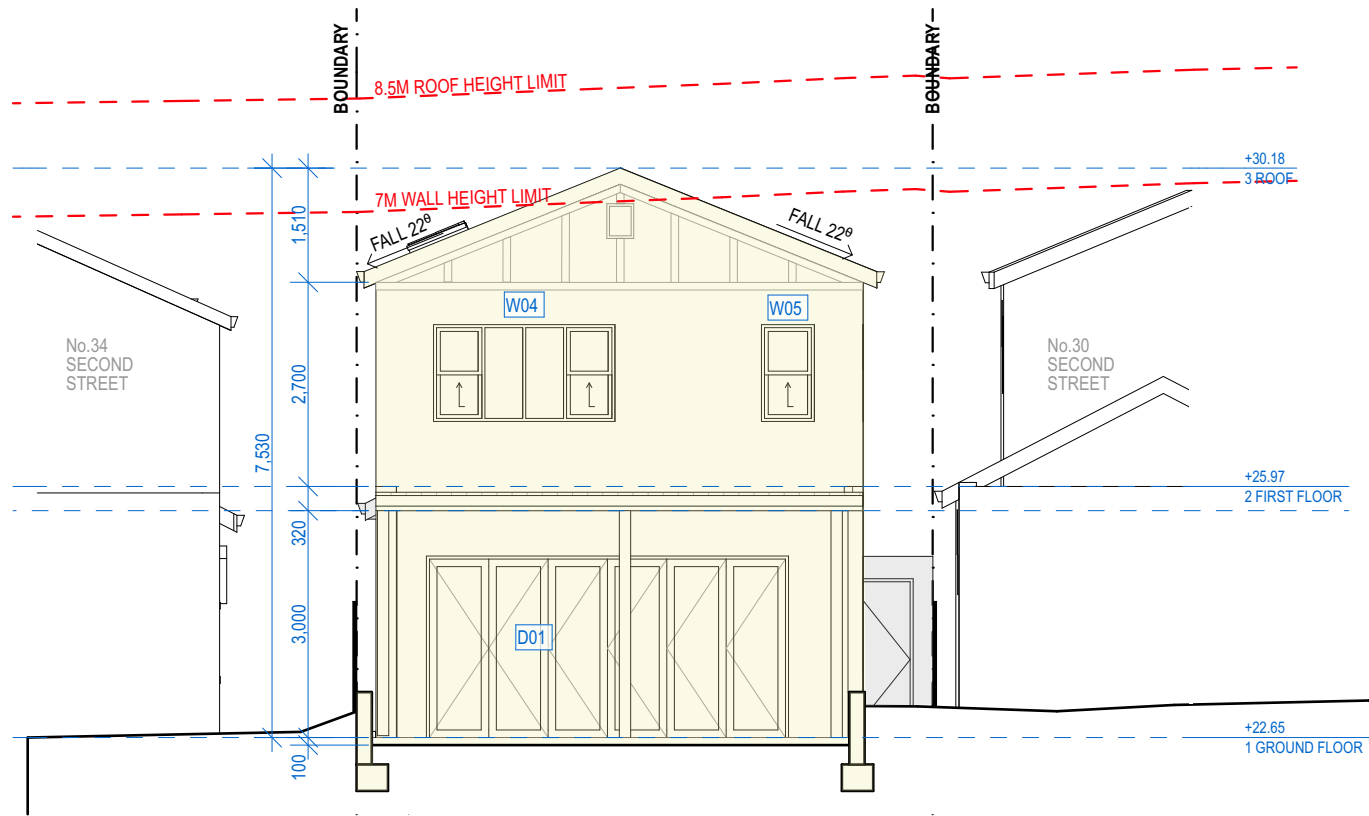 BOUNDARY
BOUNDARY
8.5M ROOF HEIGHT LIMIT
+30.18
3 ROOF
7M WALL HEIGHT LIMIT
1,510
FALL 22⁰
FALL 22⁰
W04
W05
No.34
SECOND
STREET
No.30
SECOND
STREET
2,700
7,530
+25.97
2 FIRST FLOOR
320
3,000
D01
+22.65
1 GROUND FLOOR
100